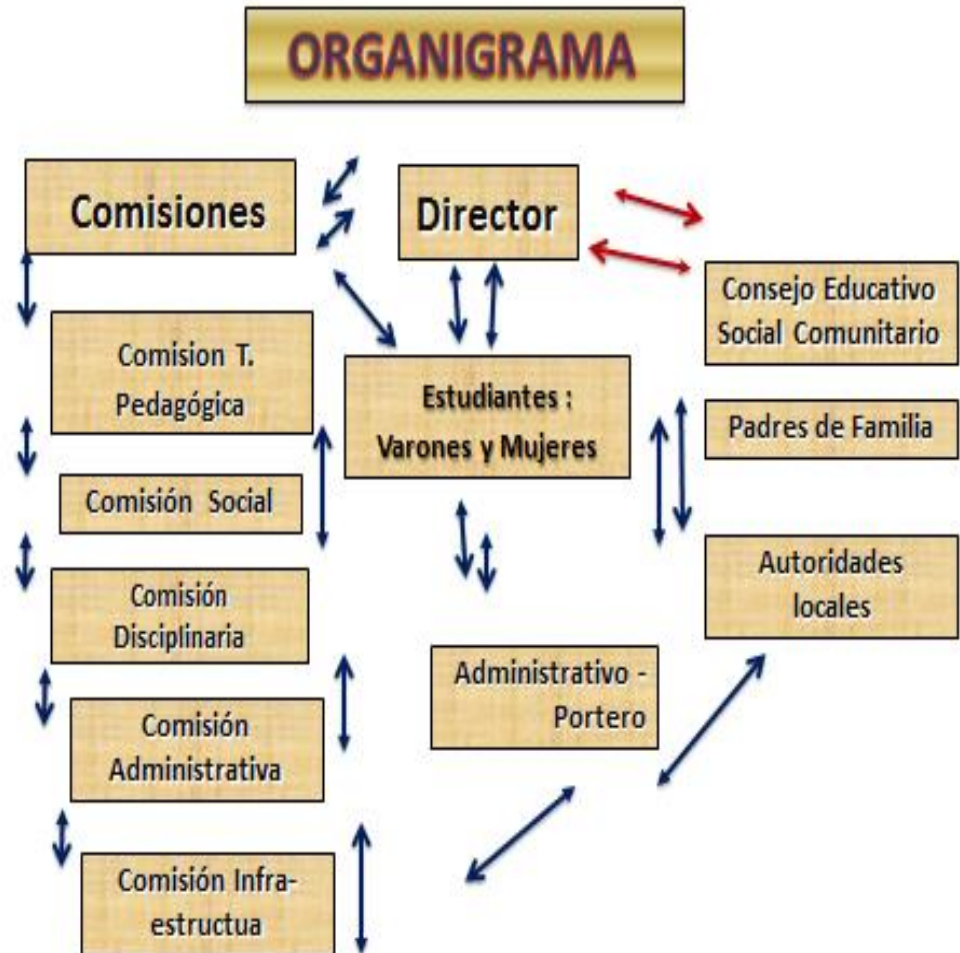 ORGANIGRAMA
Comisiones
Director
Consejo Educativo
Social Comunitario
Comision T.
Pedagógica
Estudiantes :
Varones y Mujeres
Padres de Familia
Comisión Social
Autoridades
locales
Comisión
Disciplinaria
Administrativo -
Portero
Comisión
Administrativa
Comisión Infra-
estructua